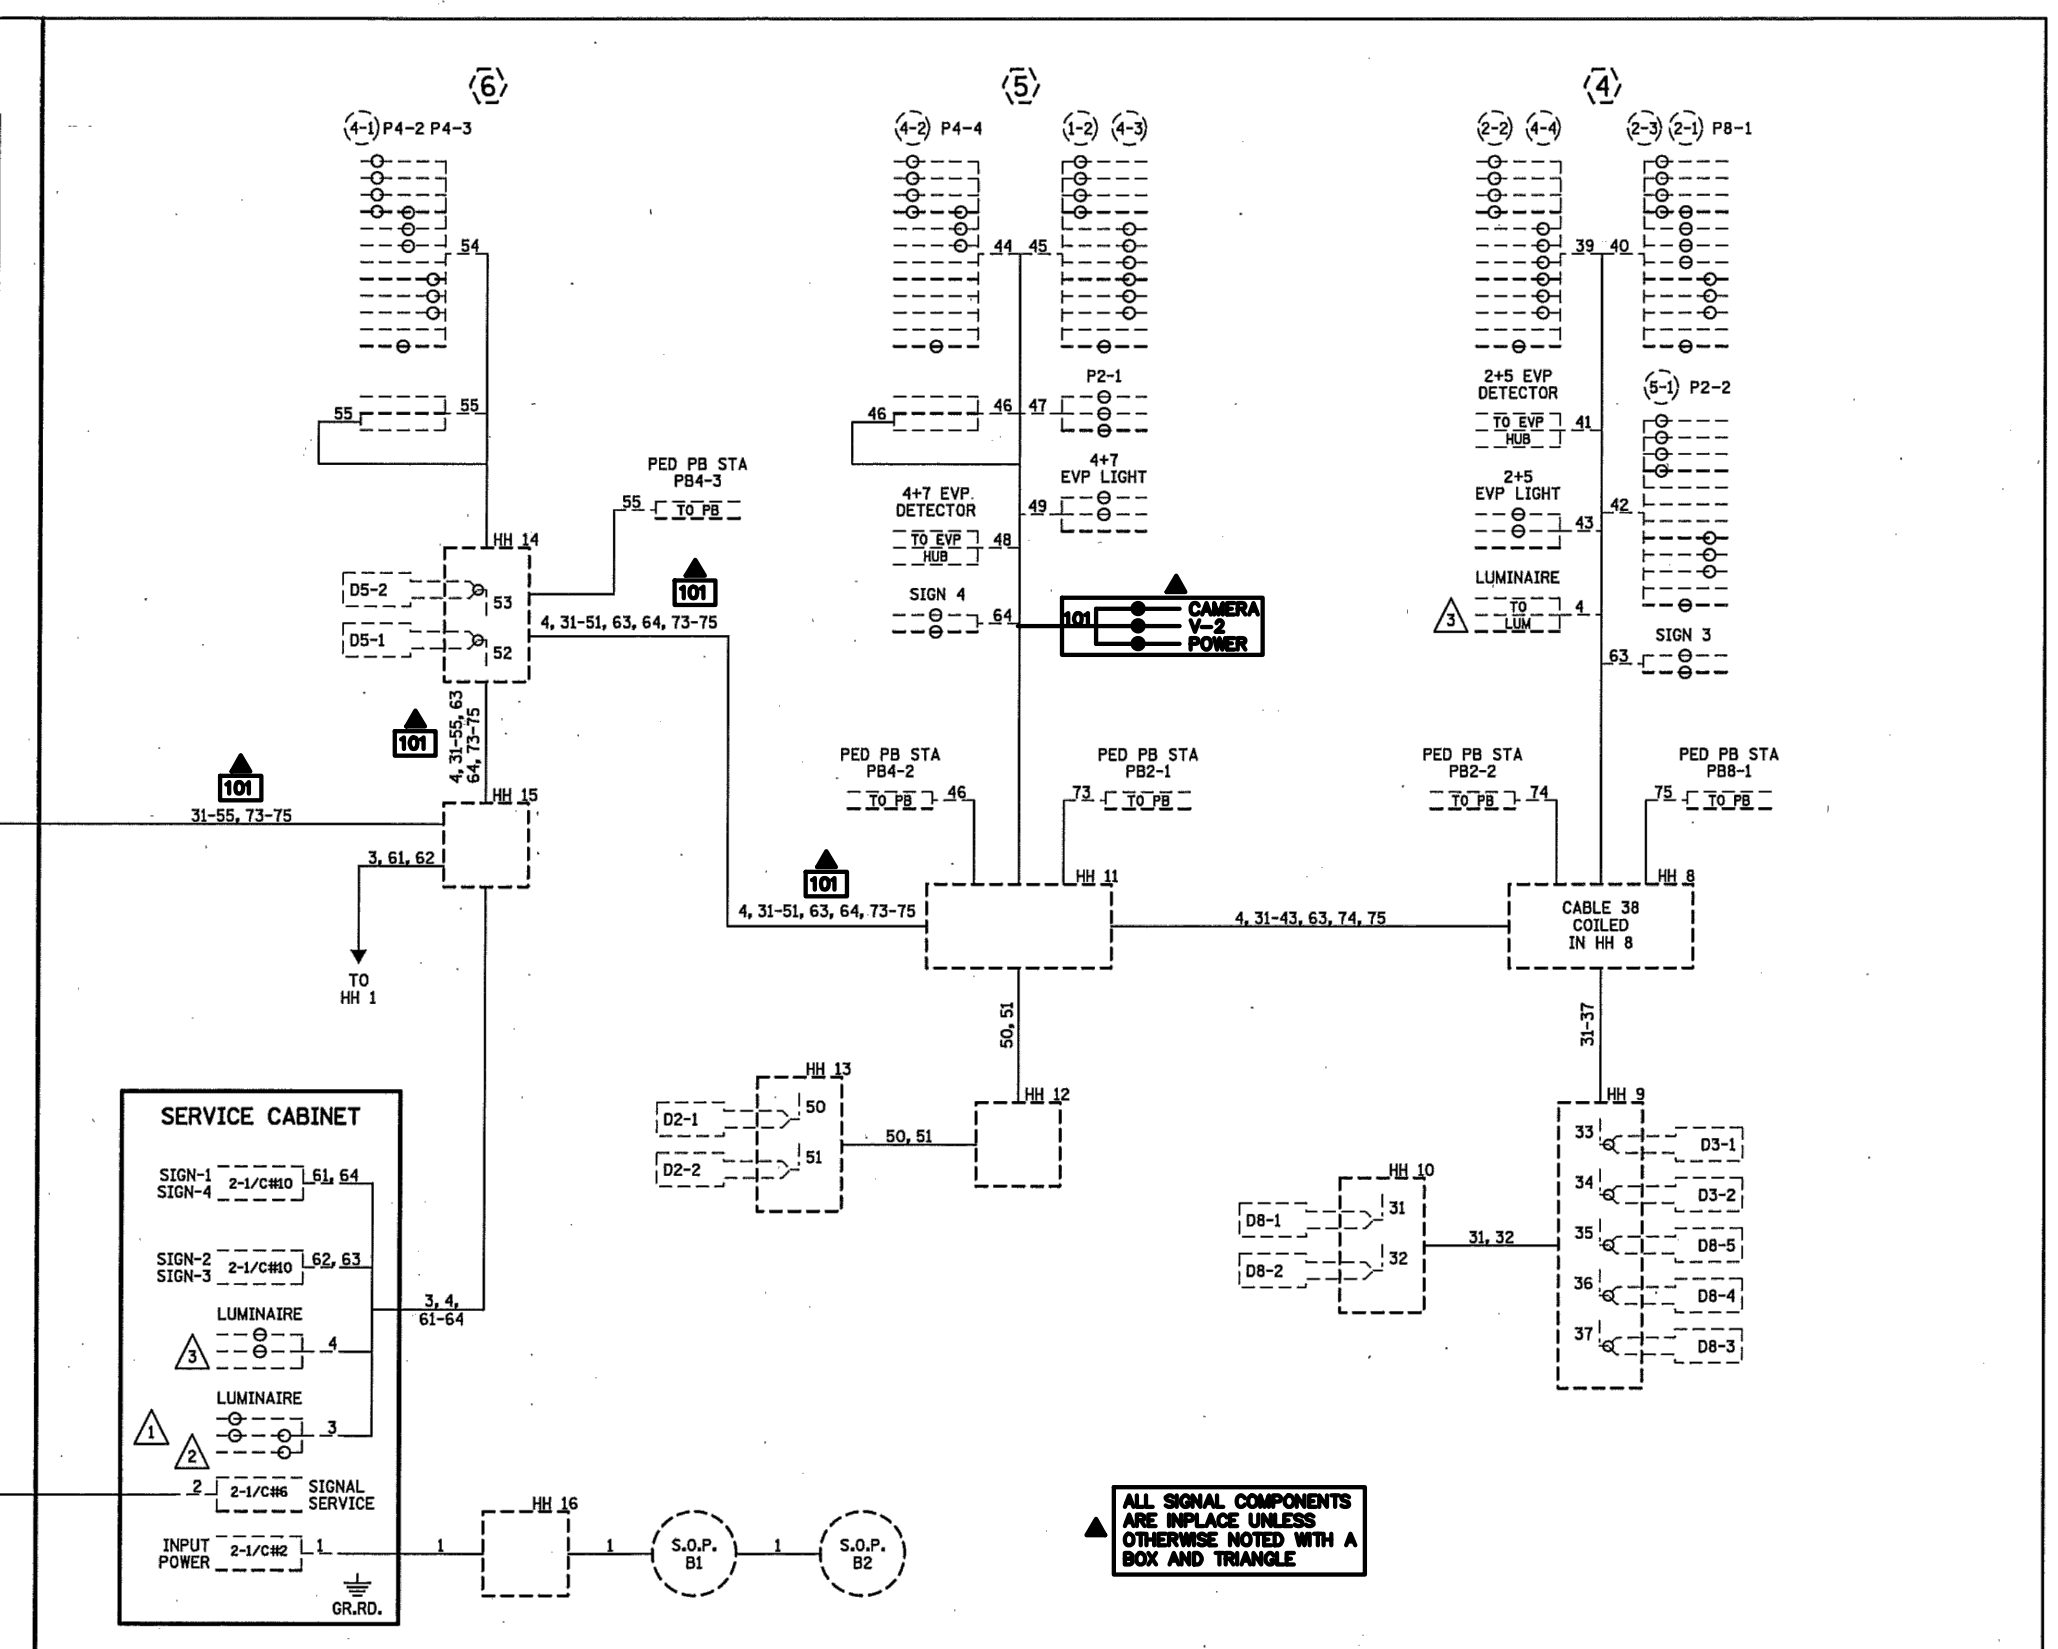 6
5
4
4-1 P4-2 P4-3
4-2 P4-4
1-2 4-3
2-2 4-4
2-3 2-1 P8-1
54
44 45
39 40
55
55
46
46 47
P2-1
2+5 EVP
DETECTOR
TO EVP
HUB
41
5-1 P2-2
PED PB STA
PB4-3
55
TO PB
4+7
EVP LIGHT
49
4+7 EVP.
DETECTOR
TO EVP
HUB
48
2+5
EVP LIGHT
43
42
HH 14
D5-2
53
D5-1
52
101
4, 31-51, 63, 64, 73-75
SIGN 4
64
101
CAMERA
V-2
POWER
LUMINAIRE
3
TO
LUM
4
SIGN 3
63
101
4, 31-55, 63
64, 73-75
101
31-55, 73-75
HH 15
3, 61, 62
TO
HH 1
PED PB STA
PB4-2
TO PB
46
PED PB STA
PB2-1
73
TO PB
PED PB STA
PB2-2
TO PB
74
PED PB STA
PB8-1
75
TO PB
101
4, 31-51, 63, 64, 73-75
HH 11
4, 31-43, 63, 74, 75
HH 8
CABLE 38
COILED
IN HH 8
50, 51
31-37
HH 13
D2-1
50
D2-2
51
50, 51
HH 12
HH 9
33
D3-1
34
D3-2
35
D8-5
36
D8-4
37
D8-3
HH 10
D8-1
31
D8-2
32
31, 32
SERVICE CABINET
SIGN-1
SIGN-4
2-1/C#10
61, 64
SIGN-2
SIGN-3
2-1/C#10
62, 63
LUMINAIRE
3
4
3, 4,
61-64
LUMINAIRE
1
2
3
2
2-1/C#6
SIGNAL
SERVICE
INPUT
POWER
2-1/C#2
1
GR.RD.
1
HH 16
1
S.O.P.
B1
1
S.O.P.
B2
ALL SIGNAL COMPONENTS
ARE INPLACE UNLESS
OTHERWISE NOTED WITH A
BOX AND TRIANGLE